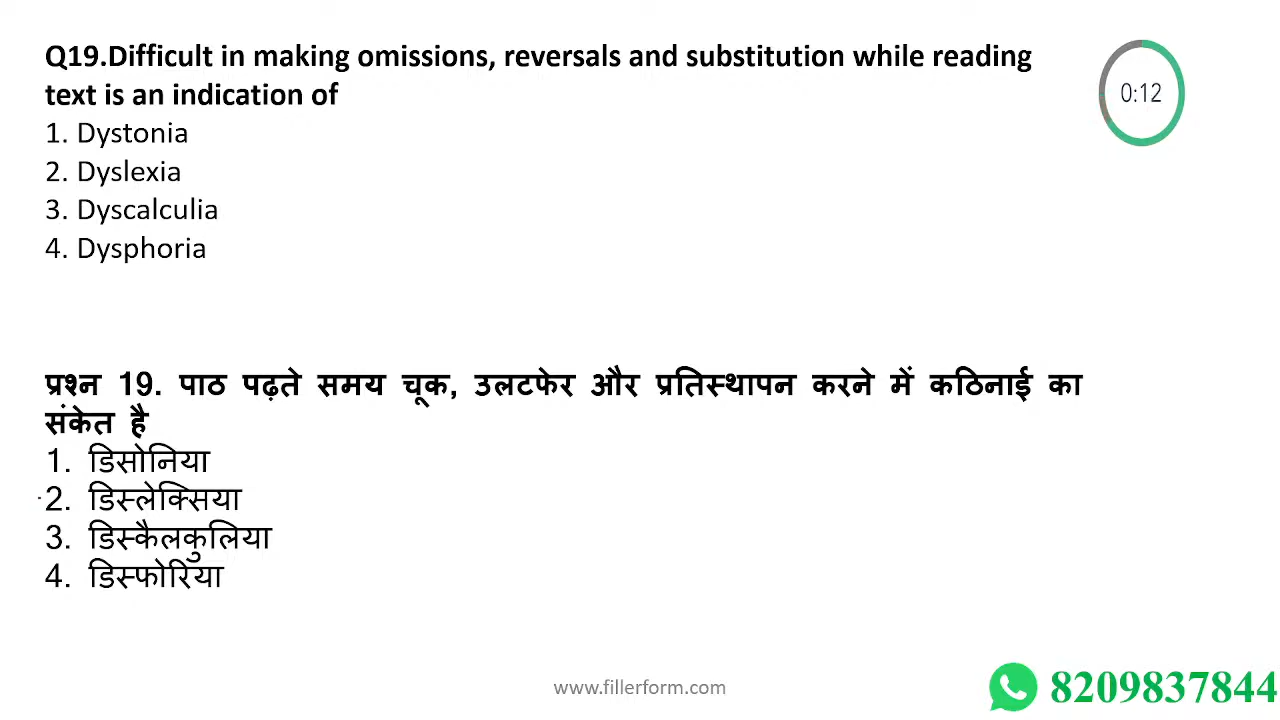 Q19.Difficult in making omissions, reversals and substitution while reading
text is an indication of
1. Dystonia
2. Dyslexia
3. Dyscalculia
4. Dysphoria
0:12
प्रश्न 19. पाठ पढ़ते समय चूक, उलटफेर और प्रतिस्थापन करने में कठिनाई का
संकेत है
1. डिसोनिया
2. डिस्लेक्सिया
3. डिस्कैलकुलिया
4. डिस्फोरिया
www.fillerform.com
8209837844